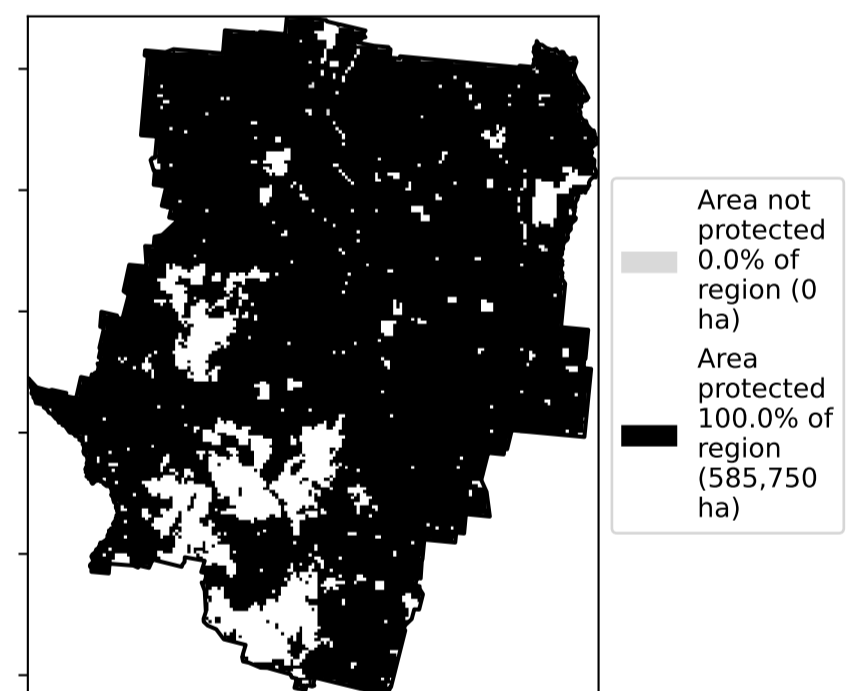 Area not
protected
0.0% of
region (0
ha)
Area
protected
100.0% of
region
(585,750
ha)